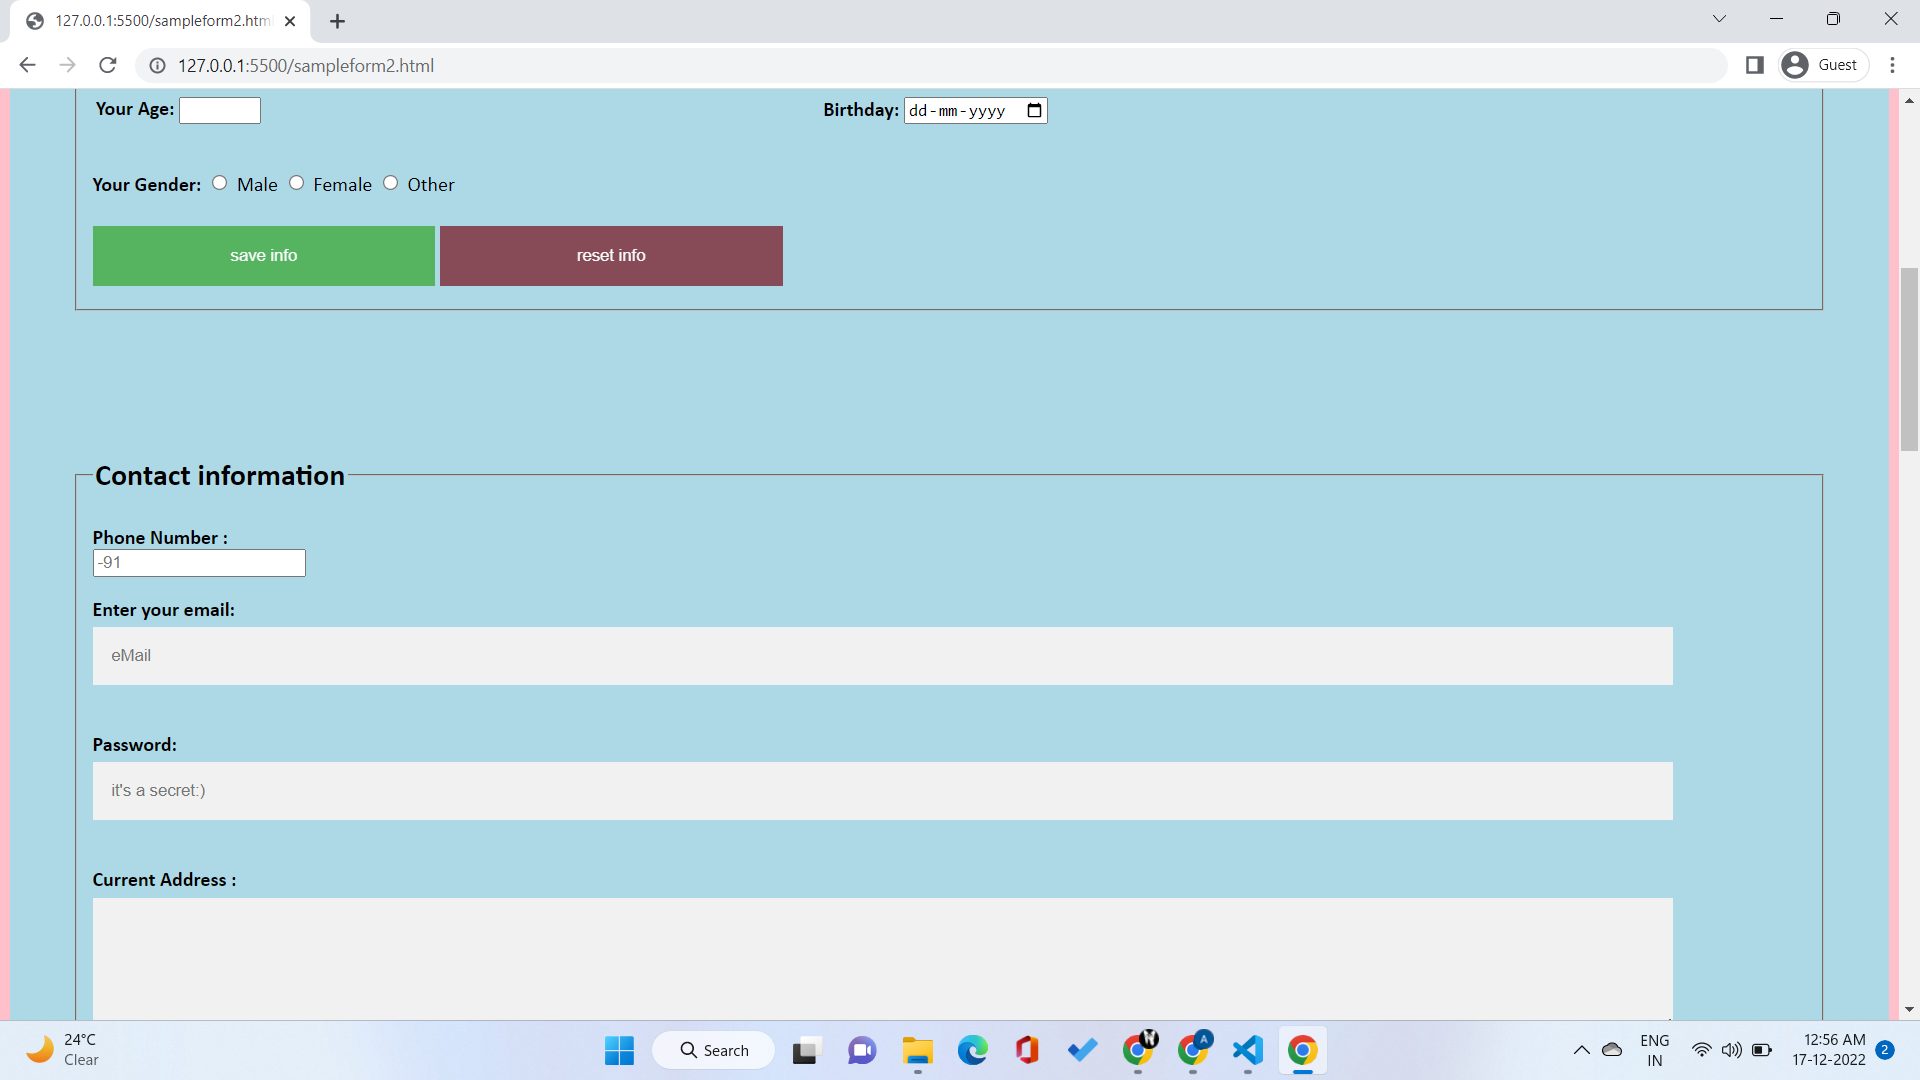 127.0.0.1:5500/sampleform2.htm
127.0.0.1:5500/sampleform2.html
Guest
Your Age:
Birthday: dd-mm-yyyy
Your Gender: Male Female Other
save info reset info
Contact information
Phone Number :
-91
Enter your email:
eMail
Password:
it's a secret:)
Current Address :
24°C
Clear
Search
W
A
ENG
IN
12:56 AM
17-12-2022
2